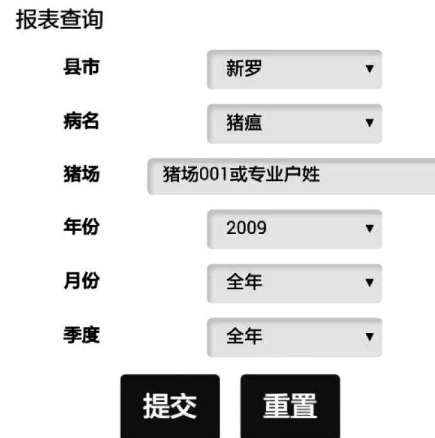 报表查询
县市 新罗
病名 猪瘟
猪场 猪场001或专业户姓
年份 2009
月份 全年
季度 全年
提交 重置